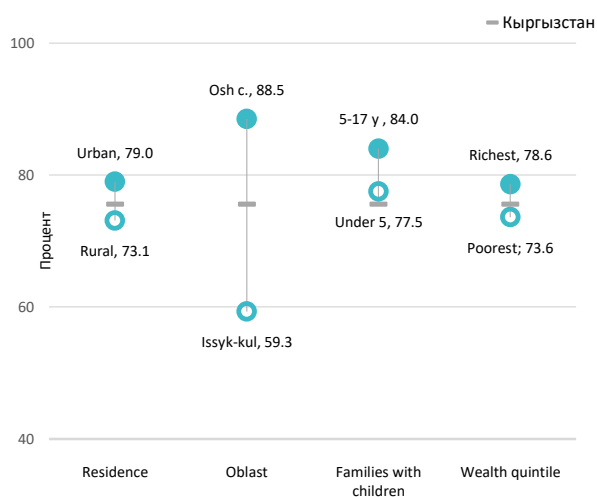 Кыргызстан
100
Osh c., 88.5
5-17 y , 84.0
Urban, 79.0
Richest, 78.6
80
Under 5, 77.5
Rural, 73.1
Poorest; 73.6
Процент
60
Issyk-kul, 59.3
40
Residence
Oblast
Families with
children
Wealth quintile